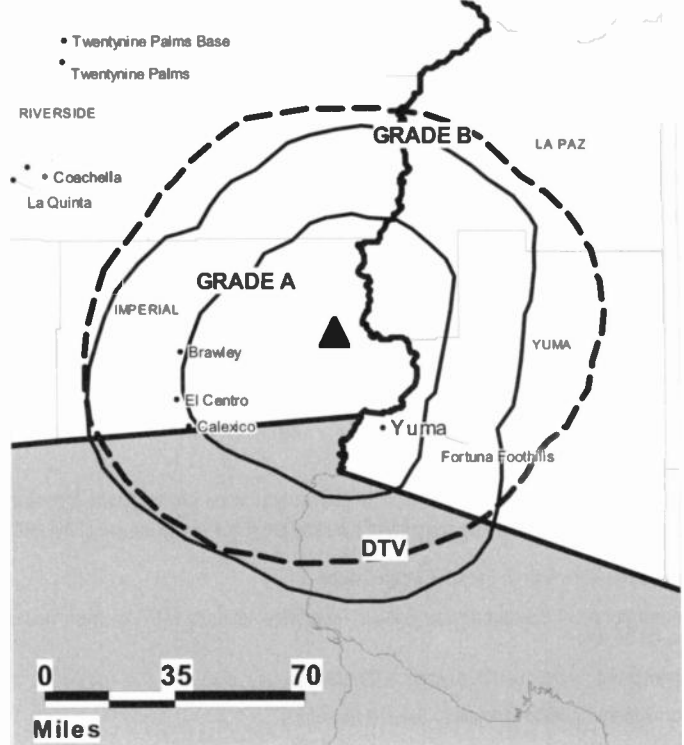 Twentynine Palms Base
Twentynine Palms
RIVERSIDE
GRADE B
LA PAZ
Coachella
La Quinta
GRADE A
IMPERIAL
YUMA
Brawley
El Centro
Calexico
Yuma
Fortuna Foothills
DTV
0 35 70
Miles